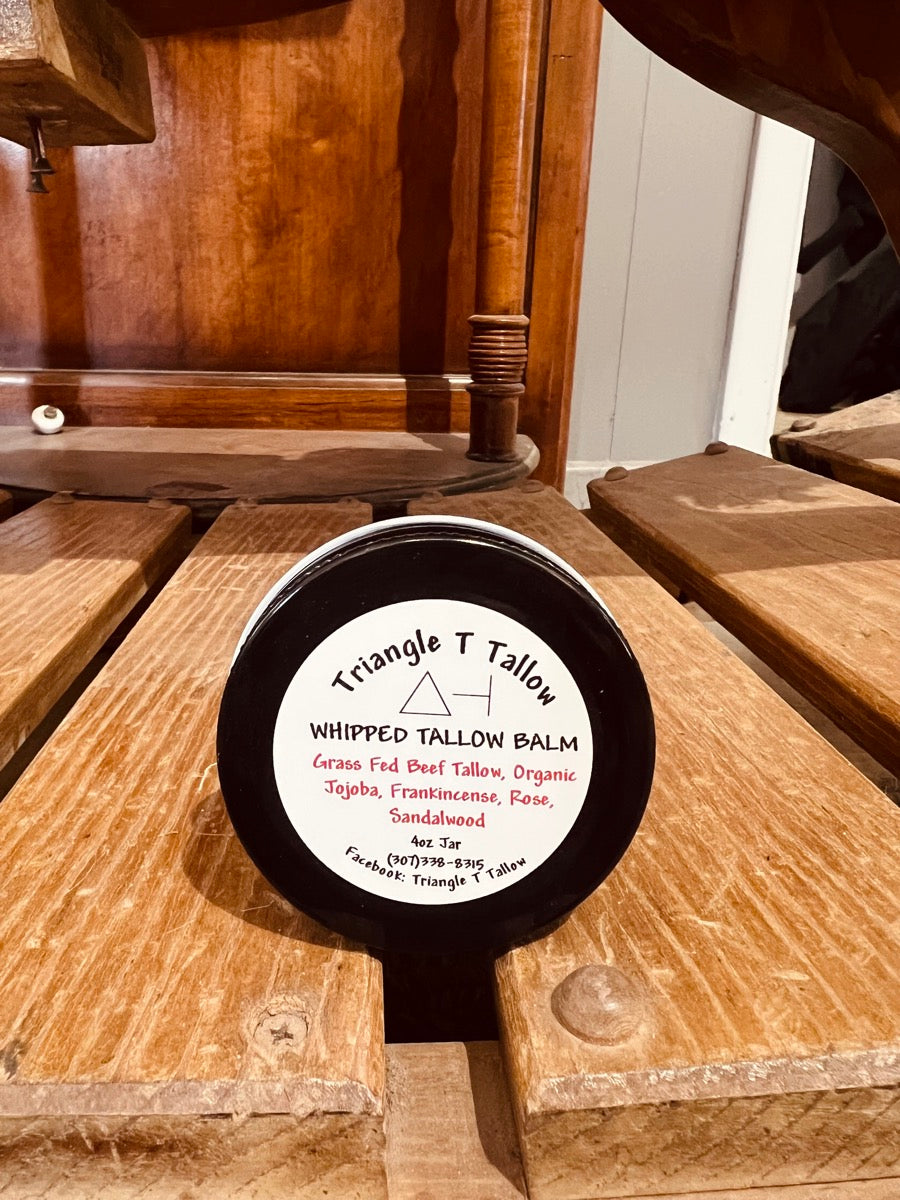 Triangle T Tallow
WHIPPED TALLOW BALM
Grass Fed Beef Tallow, Organic
Jojoba, Frankincense, Rose,
Sandalwood
4oz Jar
(307)338-8315
Facebook: Triangle T Tallow